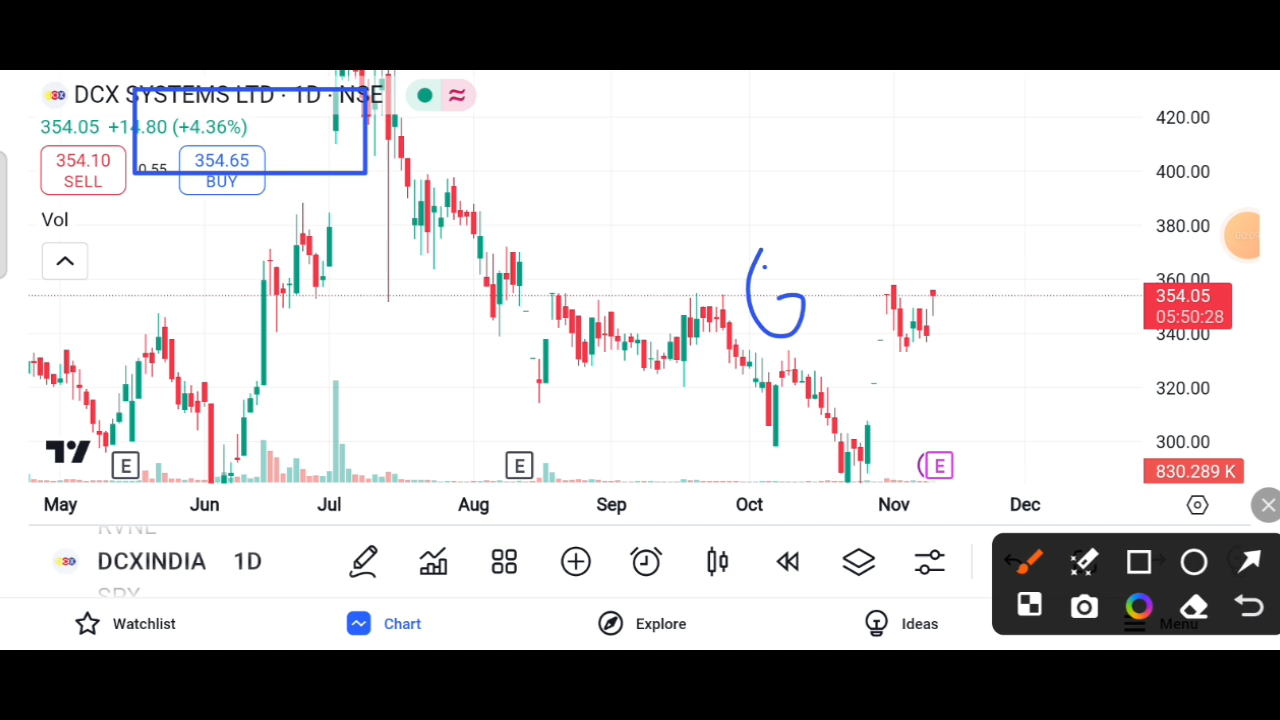 DCX SYSTEMS LTD · 1D · NSE
354.05 +14.80 (+4.36%)
354.10
SELL
0.55
354.65
BUY
Vol
420.00
400.00
380.00
360.00
354.05
05:50:28
340.00
320.00
300.00
830.289 K
E
E
E
May Jun Jul Aug Sep Oct Nov Dec
RVNL
DCXINDIA 1D
SPY
Watchlist
Chart
Explore
Ideas
Menu